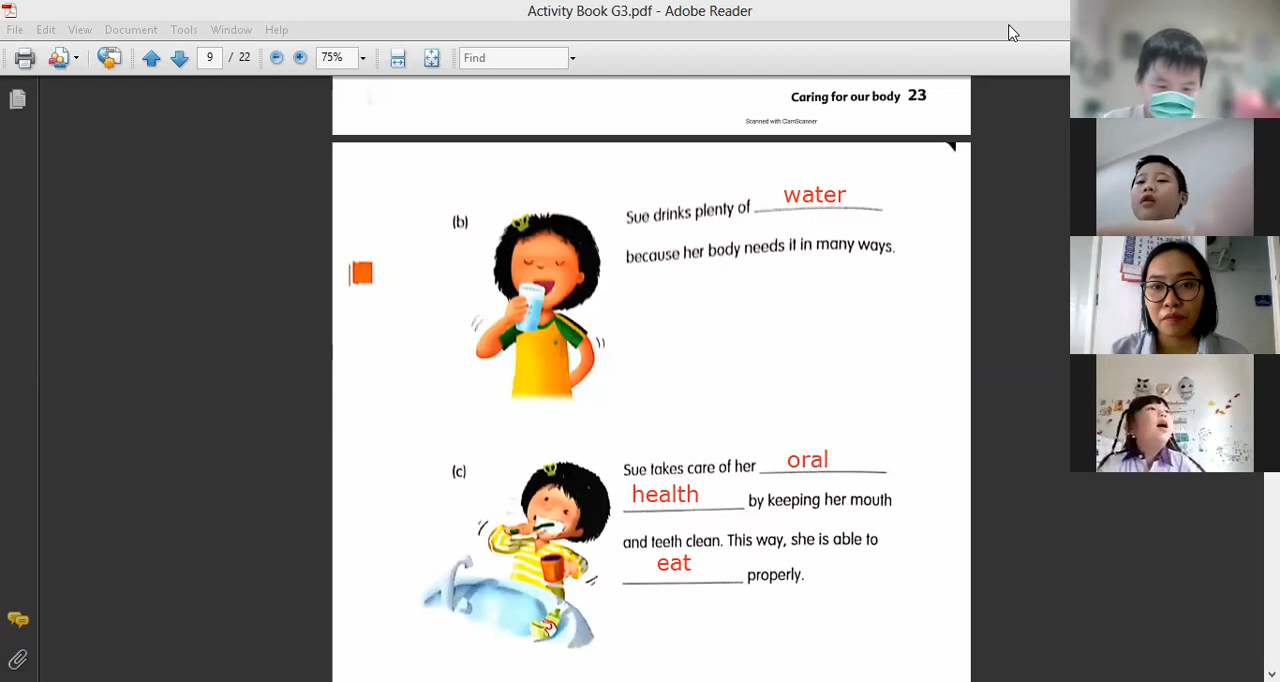 Activity Book G3.pdf - Adobe Reader
File Edit View Document Tools Window Help
9 / 22 75% Find
Caring for our body 23
Scanned with CamScanner
(b)
Sue drinks plenty of water
because her body needs it in many ways.
(c)
Sue takes care of her oral
health by keeping her mouth
and teeth clean. This way, she is able to
eat properly.